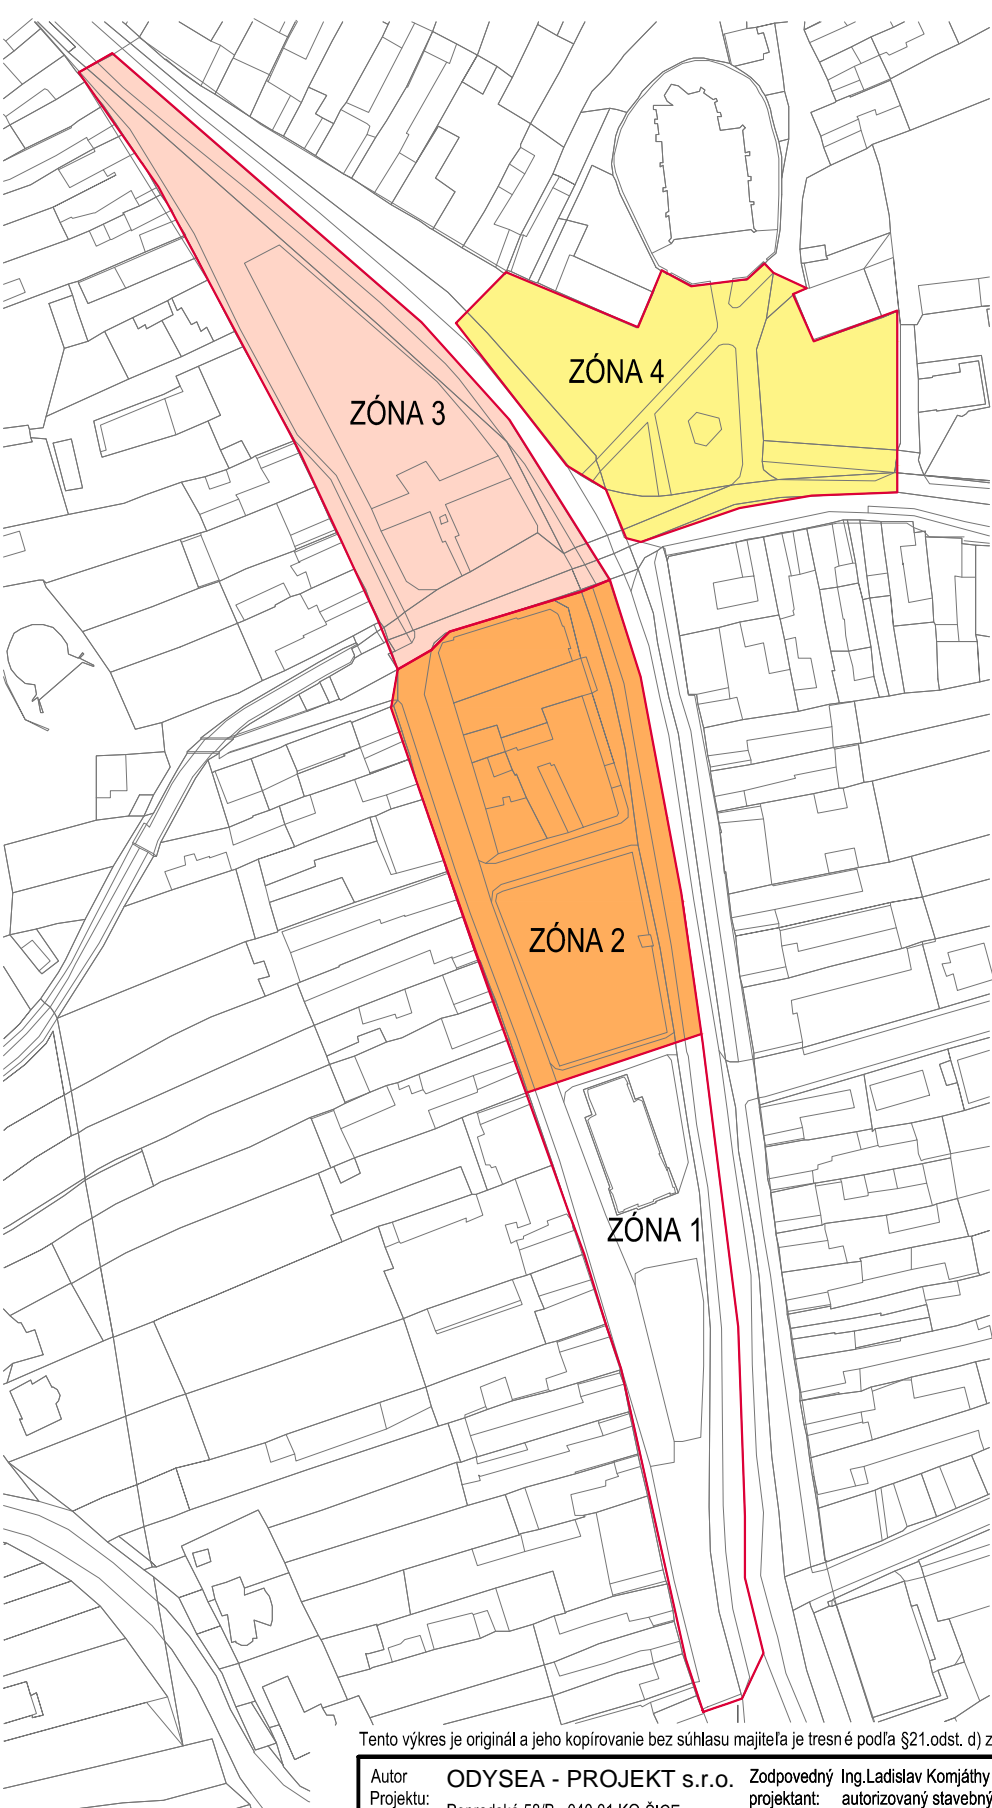 ZÓNA 4
ZÓNA 3
ZÓNA 2
ZÓNA 1
Tento výkres je originál a jeho kopírovanie bez súhlasu majiteľa je tresné podľa §21.odst. d) z
Autor Projektu:
ODYSEA - PROJEKT s.r.o.
Zodpovedný projektant:
Ing.Ladislav Komjáthy
autorizovaný stavebný